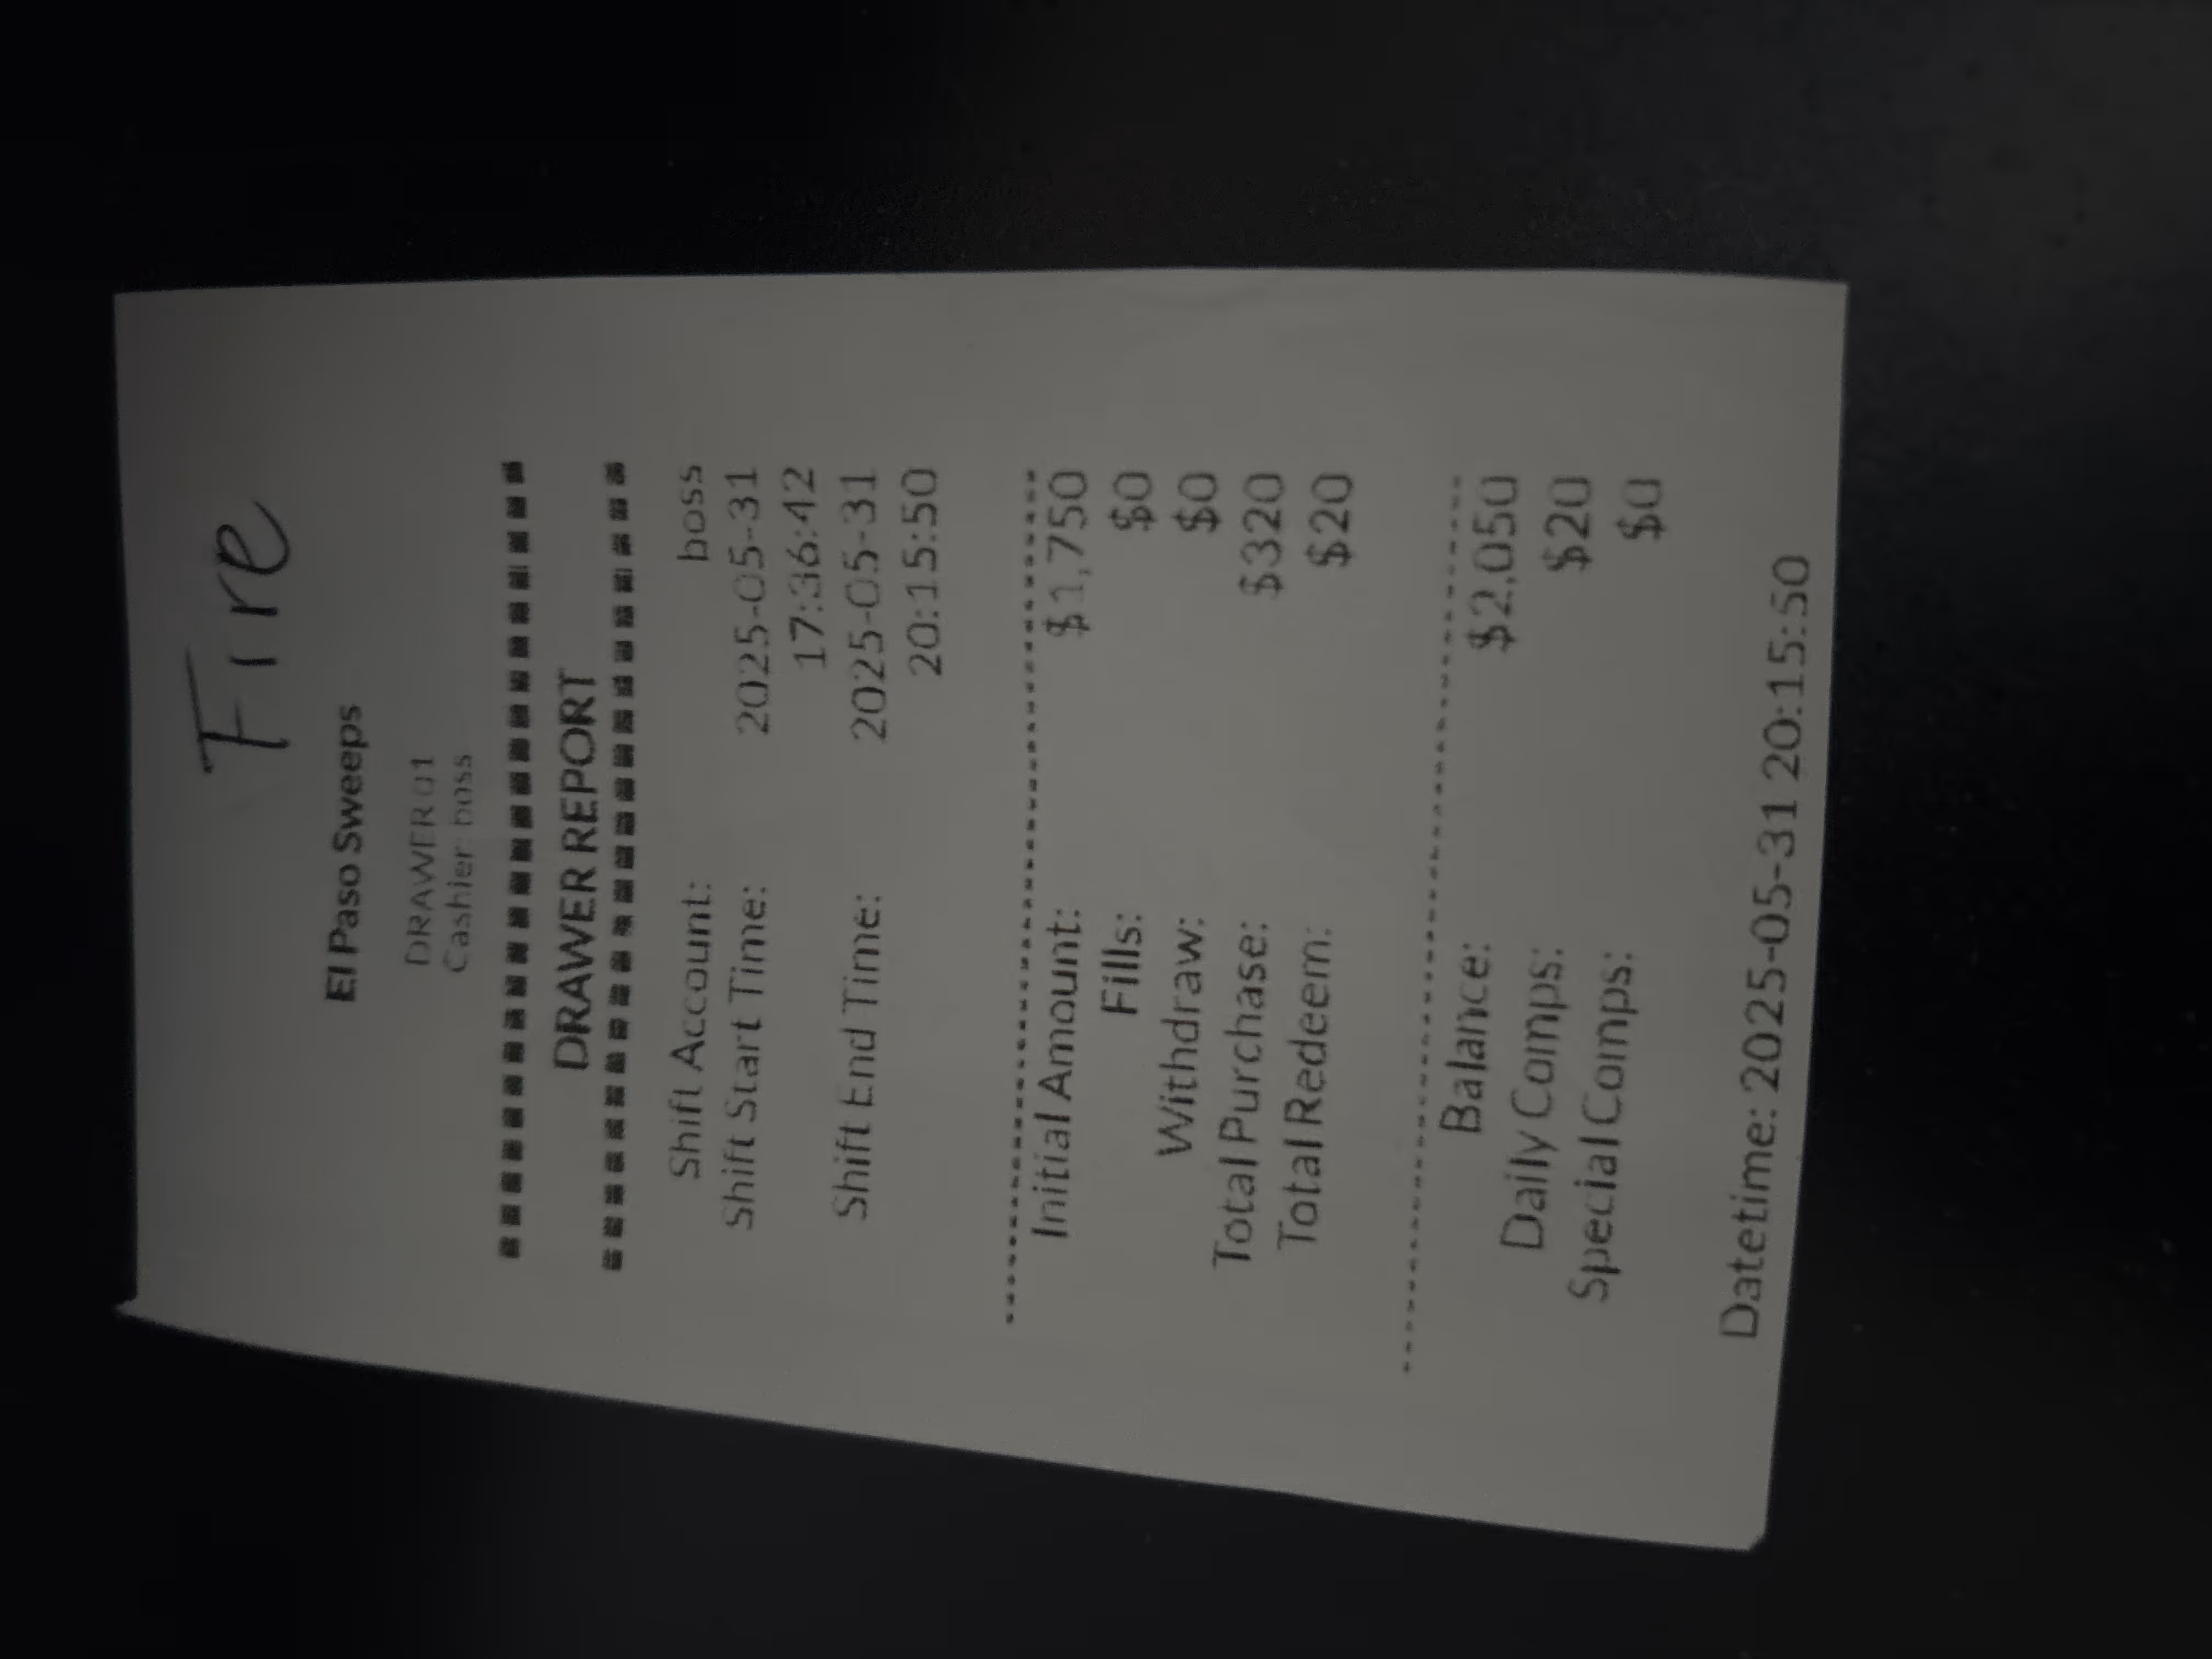 Fire
El Paso Sweeps
DRAWER 01
Cashier: boss
DRAWER REPORT
Shift Account: boss
Shift Start Time: 2025-05-31
17:36:42
Shift End Time: 2025-05-31
20:15:50
Initial Amount: $1,750
Fills: $0
Withdraw: $0
Total Purchase: $320
Total Redeem: $20
Balance: $2,050
Daily Comps: $20
Special Comps: $0
Datetime: 2025-05-31 20:15:50